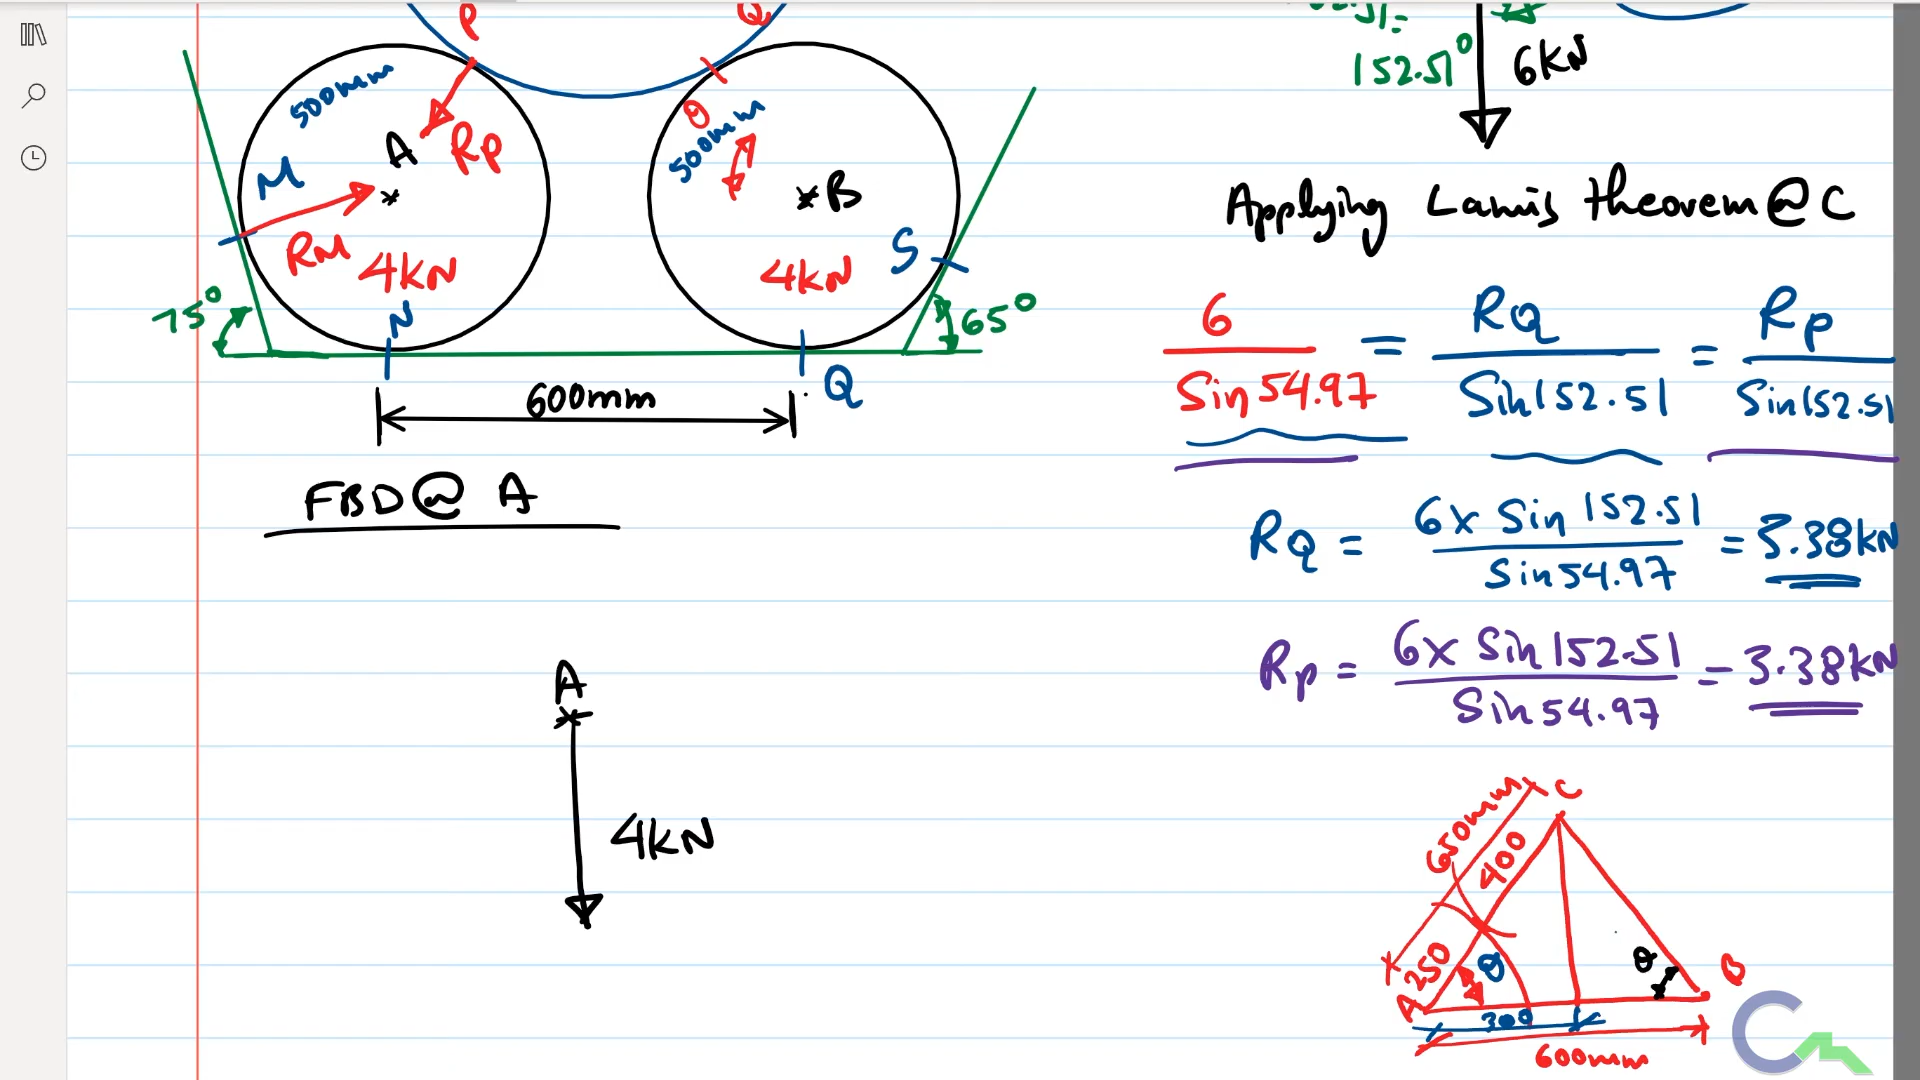 P
Q
500mm
A
RP
M
RM
4KN
N
75°
θ
500mm
B
4KN
S
65°
Q
600mm
FBD@ A
A
4KN
152.51°
6KN
Applying Lamis theorem@C
6 / Sin 54.97 = RQ / Sin152.51 = RP / Sin152.51
RQ = 6x Sin 152.51 / Sin54.97 = 3.38KN
RP = 6x Sin152.51 / Sin54.97 = 3.38KN
C
650mm
400
250
θ
θ
A
B
300
600mm